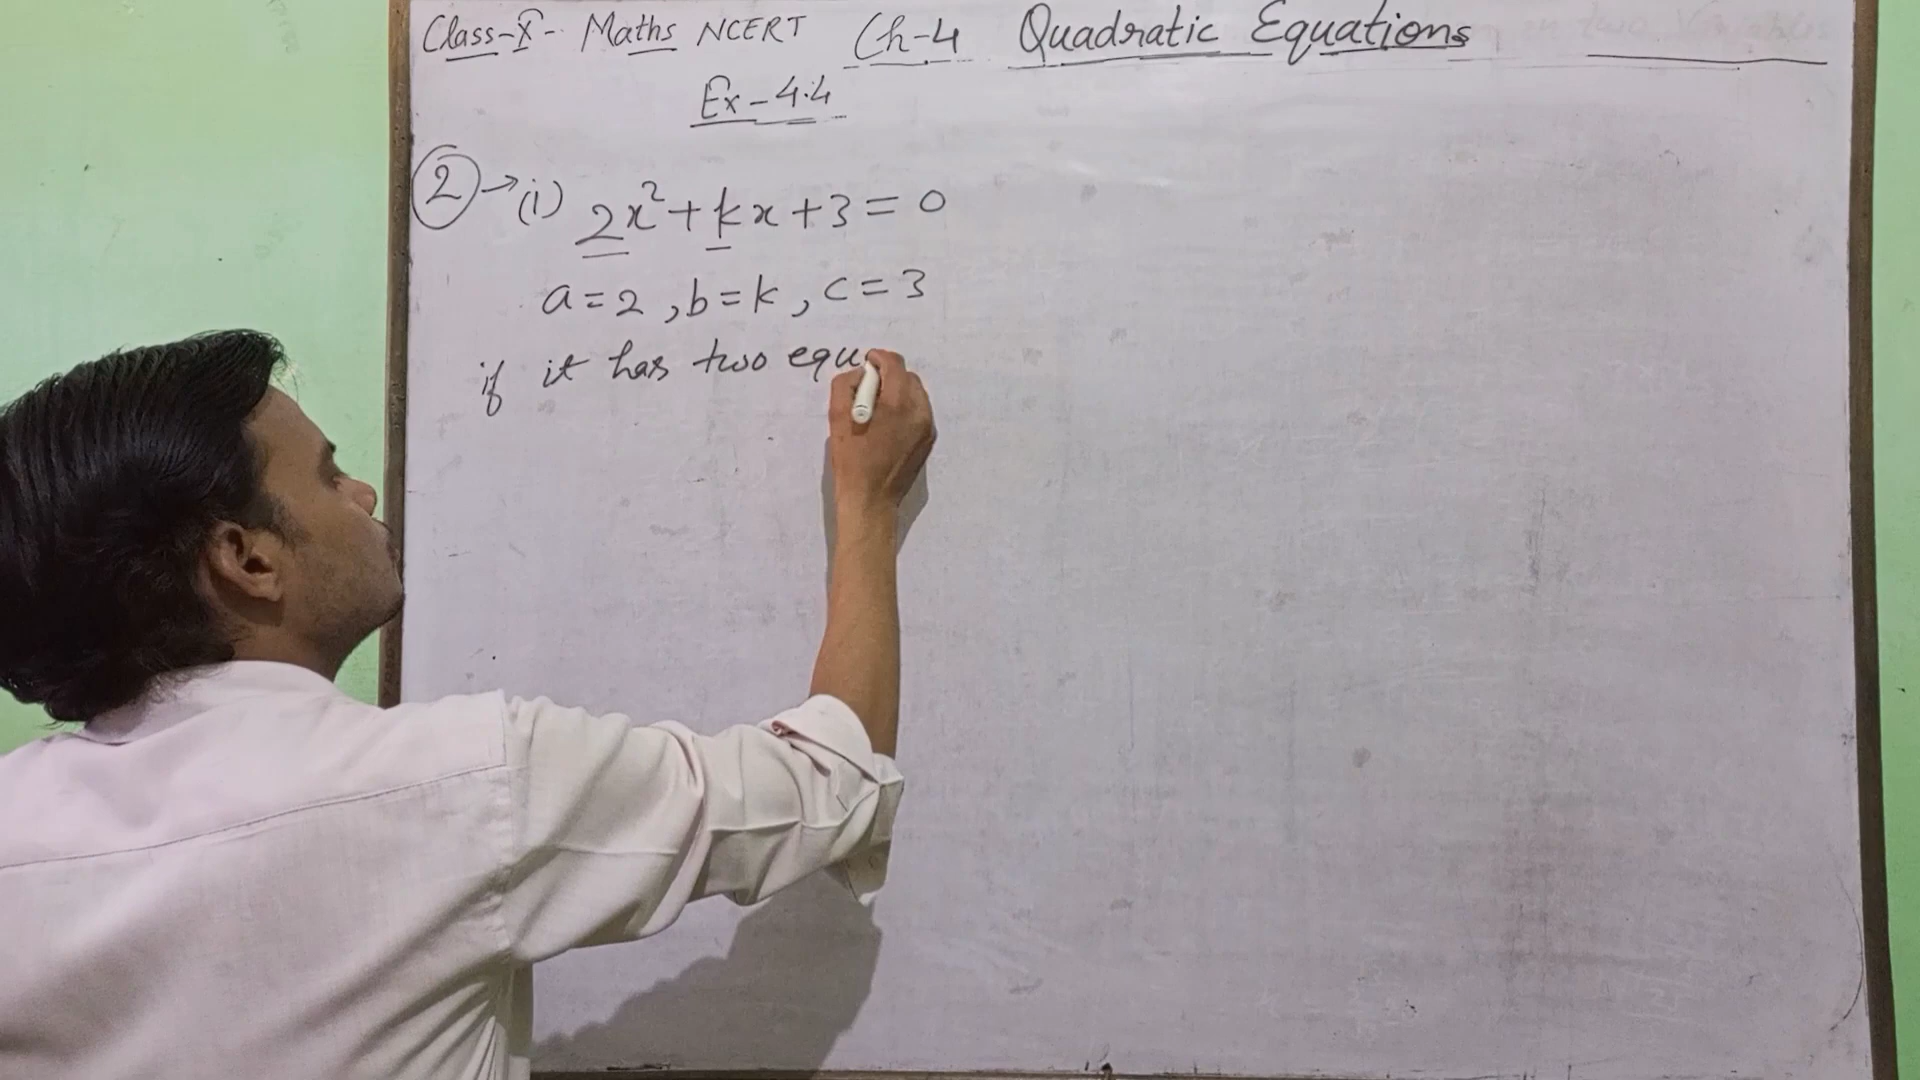 Class-X- Maths NCERT Ch-4 Quadratic Equations
Ex-4.4
2 → (i) 2x²+kx+3=0
a=2, b=k, c=3
if it has two equ